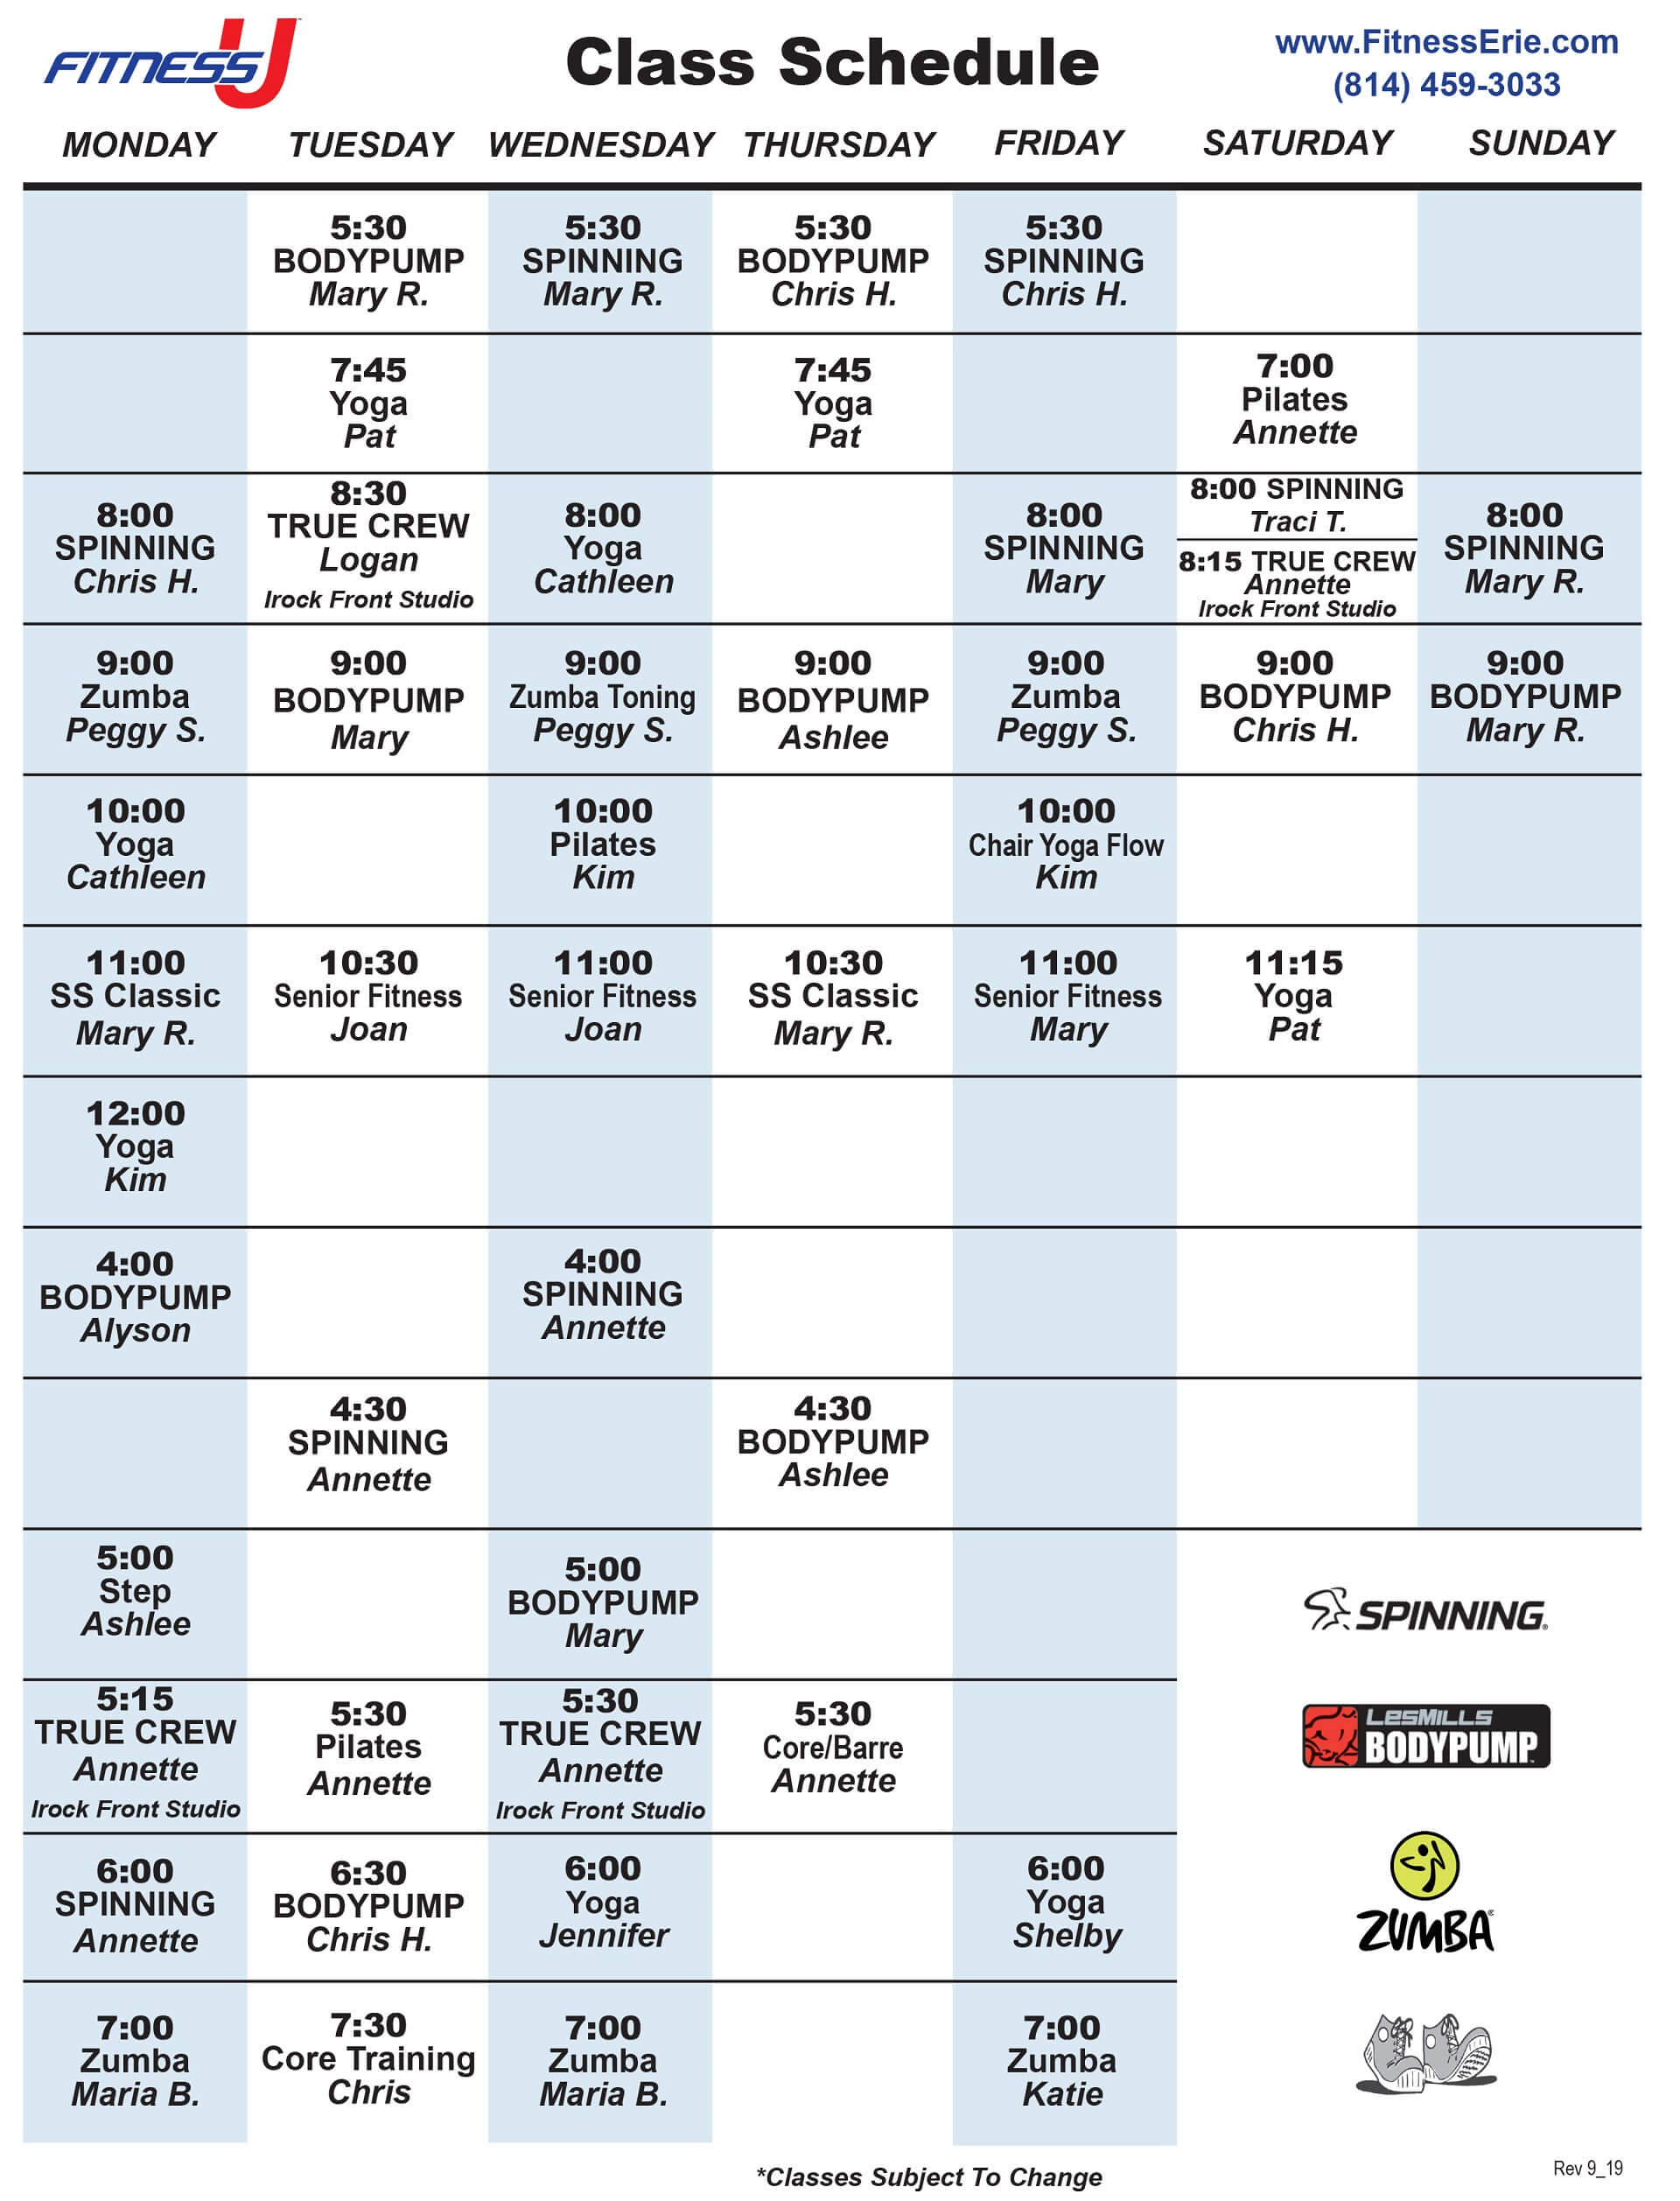 FITNESS U
Class Schedule
www.FitnessErie.com
(814) 459-3033
MONDAY TUESDAY WEDNESDAY THURSDAY FRIDAY SATURDAY SUNDAY
5:30
BODYPUMP
Mary R.
5:30
SPINNING
Mary R.
5:30
BODYPUMP
Chris H.
5:30
SPINNING
Chris H.
7:45
Yoga
Pat
7:45
Yoga
Pat
7:00
Pilates
Annette
8:00
SPINNING
Chris H.
8:30
TRUE CREW
Logan
Irock Front Studio
8:00
Yoga
Cathleen
8:00
SPINNING
Mary
8:00 SPINNING
Traci T.
8:15 TRUE CREW
Annette
Irock Front Studio
8:00
SPINNING
Mary R.
9:00
Zumba
Peggy S.
9:00
BODYPUMP
Mary
9:00
Zumba Toning
Peggy S.
9:00
BODYPUMP
Ashlee
9:00
Zumba
Peggy S.
9:00
BODYPUMP
Chris H.
9:00
BODYPUMP
Mary R.
10:00
Yoga
Cathleen
10:00
Pilates
Kim
10:00
Chair Yoga Flow
Kim
11:00
SS Classic
Mary R.
10:30
Senior Fitness
Joan
11:00
Senior Fitness
Joan
10:30
SS Classic
Mary R.
11:00
Senior Fitness
Mary
11:15
Yoga
Pat
12:00
Yoga
Kim
4:00
BODYPUMP
Alyson
4:00
SPINNING
Annette
4:30
SPINNING
Annette
4:30
BODYPUMP
Ashlee
5:00
Step
Ashlee
5:00
BODYPUMP
Mary
SPINNING®
5:15
TRUE CREW
Annette
Irock Front Studio
5:30
Pilates
Annette
5:30
TRUE CREW
Annette
Irock Front Studio
5:30
Core/Barre
Annette
LesMILLS
BODYPUMP
6:00
SPINNING
Annette
6:30
BODYPUMP
Chris H.
6:00
Yoga
Jennifer
6:00
Yoga
Shelby
ZUMBA®
7:00
Zumba
Maria B.
7:30
Core Training
Chris
7:00
Zumba
Maria B.
7:00
Zumba
Katie
*Classes Subject To Change
Rev 9_19